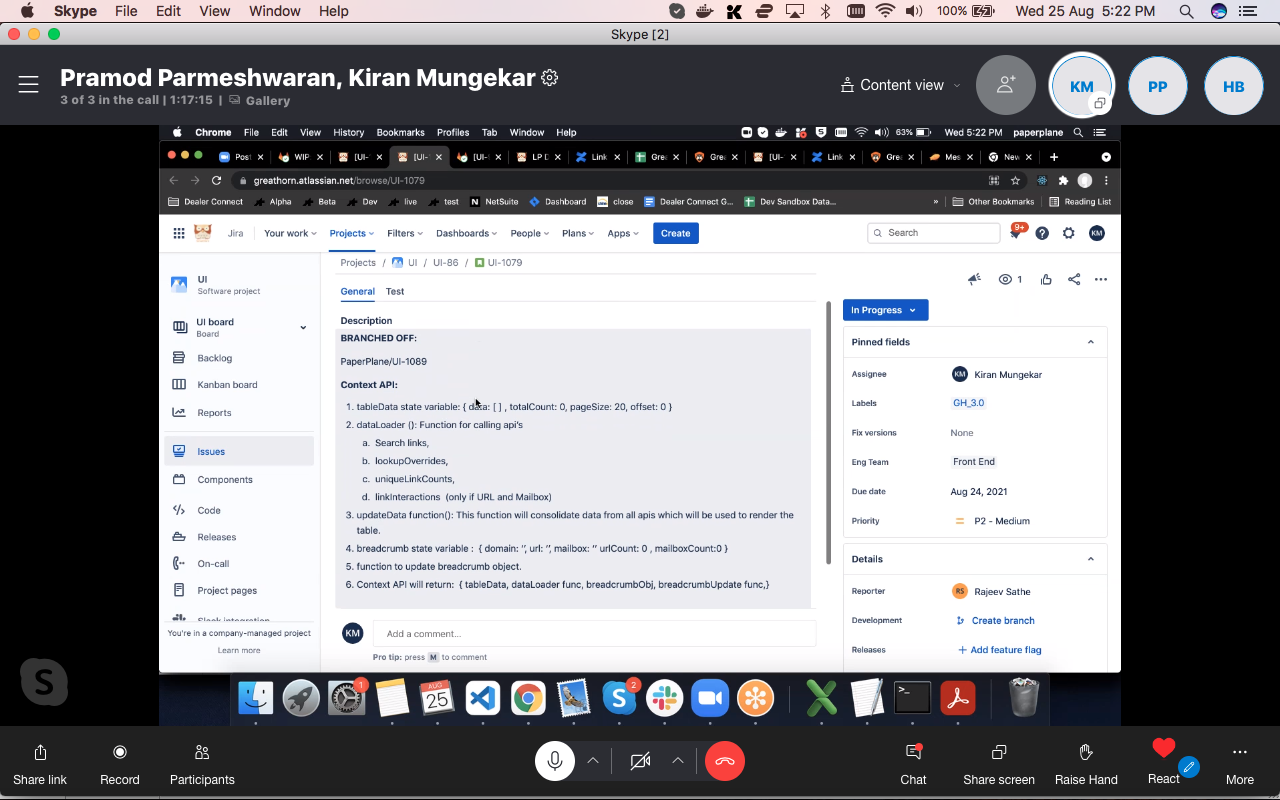 Skype File Edit View Window Help 100% Wed 25 Aug 5:22 PM
Skype [2]
Pramod Parmeshwaran, Kiran Mungekar
3 of 3 in the call | 1:17:15 | Gallery
Content view
KM
PP
HB
Chrome File Edit View History Bookmarks Profiles Tab Window Help 63% Wed 5:22 PM paperplane
Post WIP [UI- [UI- [UI- LP D Link Grea Grea [UI- Link Grea Mes New
greathorn.atlassian.net/browse/UI-1079
Dealer Connect Alpha Beta Dev live test NetSuite Dashboard close Dealer Connect G... Dev Sandbox Data... » Other Bookmarks Reading List
Jira Your work Projects Filters Dashboards People Plans Apps Create Search 9+ KM
Projects / UI / UI-86 / UI-1079
UI
Software project
UI board
Board
Backlog
Kanban board
Reports
Issues
Components
Code
Releases
On-call
Project pages
Slack integration
You're in a company-managed project
Learn more
General Test
Description
BRANCHED OFF:
PaperPlane/UI-1089
Context API:
1. tableData state variable: { data: [ ] , totalCount: 0, pageSize: 20, offset: 0 }
2. dataLoader (): Function for calling api's
a. Search links,
b. lookupOverrides,
c. uniqueLinkCounts,
d. linkInteractions (only if URL and Mailbox)
3. updateData function(): This function will consolidate data from all apis which will be used to render the
table.
4. breadcrumb state variable : { domain: '', url: '', mailbox: '' urlCount: 0 , mailboxCount:0 }
5. function to update breadcrumb object.
6. Context API will return: { tableData, dataLoader func, breadcrumbObj, breadcrumbUpdate func,}
KM Add a comment...
Pro tip: press M to comment
1
In Progress
Pinned fields
Assignee KM Kiran Mungekar
Labels GH_3.0
Fix versions None
Eng Team Front End
Due date Aug 24, 2021
Priority P2 - Medium
Details
Reporter RS Rajeev Sathe
Development Create branch
Releases + Add feature flag
S
1
AUG
25
2
Share link
Record
Participants
Chat
Share screen
Raise Hand
React
More